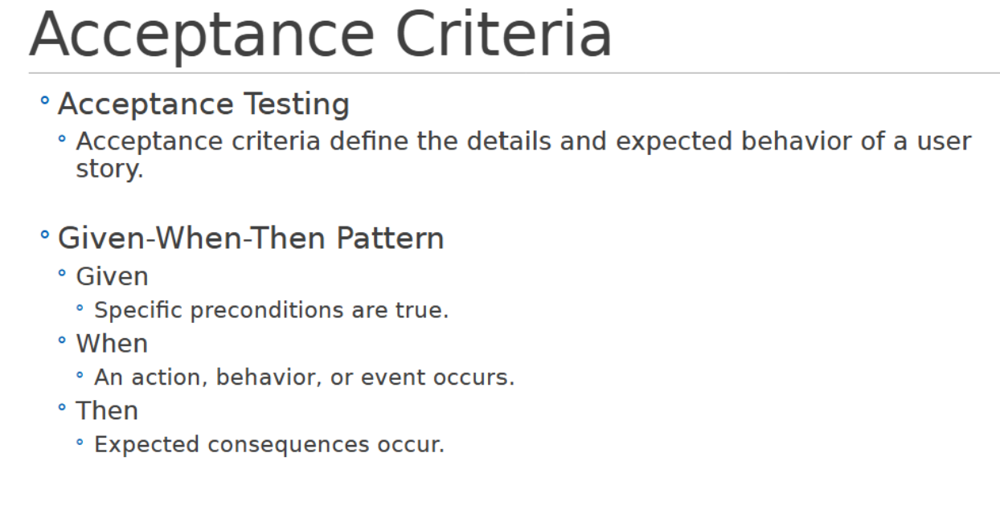 Acceptance Criteria
Acceptance Testing
Acceptance criteria define the details and expected behavior of a user
story.
Given-When-Then Pattern
Given
Specific preconditions are true.
When
An action, behavior, or event occurs.
Then
Expected consequences occur.